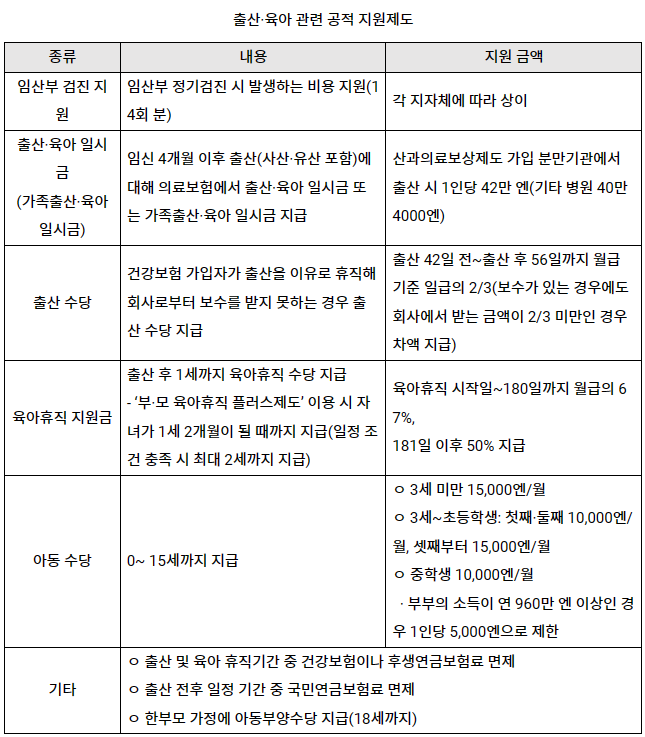 출산·육아 관련 공적 지원제도
종류
내용
지원 금액
임산부 검진 지
원
임산부 정기검진 시 발생하는 비용 지원(1
4회 분)
각 지자체에 따라 상이
출산·육아 일시
금
(가족출산·육아
일시금)
임신 4개월 이후 출산(사산·유산 포함)에
대해 의료보험에서 출산·육아 일시금 또
는 가족출산·육아 일시금 지급
산과의료보상제도 가입 분만기관에서
출산 시 1인당 42만 엔(기타 병원 40만
4000엔)
출산 수당
건강보험 가입자가 출산을 이유로 휴직해
회사로부터 보수를 받지 못하는 경우 출
산 수당 지급
출산 42일 전~출산 후 56일까지 월급
기준 일급의 2/3(보수가 있는 경우에도
회사에서 받는 금액이 2/3 미만인 경우
차액 지급)
육아휴직 지원금
출산 후 1세까지 육아휴직 수당 지급
- ‘부·모 육아휴직 플러스제도’ 이용 시 자
녀가 1세 2개월이 될 때까지 지급(일정 조
건 충족 시 최대 2세까지 지급)
육아휴직 시작일~180일까지 월급의 6
7%,
181일 이후 50% 지급
아동 수당
0~ 15세까지 지급
ㅇ 3세 미만 15,000엔/월
ㅇ 3세~초등학생: 첫째·둘째 10,000엔/
월, 셋째부터 15,000엔/월
ㅇ 중학생 10,000엔/월
· 부부의 소득이 연 960만 엔 이상인 경
우 1인당 5,000엔으로 제한
기타
ㅇ 출산 및 육아 휴직기간 중 건강보험이나 후생연금보험료 면제
ㅇ 출산 전후 일정 기간 중 국민연금보험료 면제
ㅇ 한부모 가정에 아동부양수당 지급(18세까지)